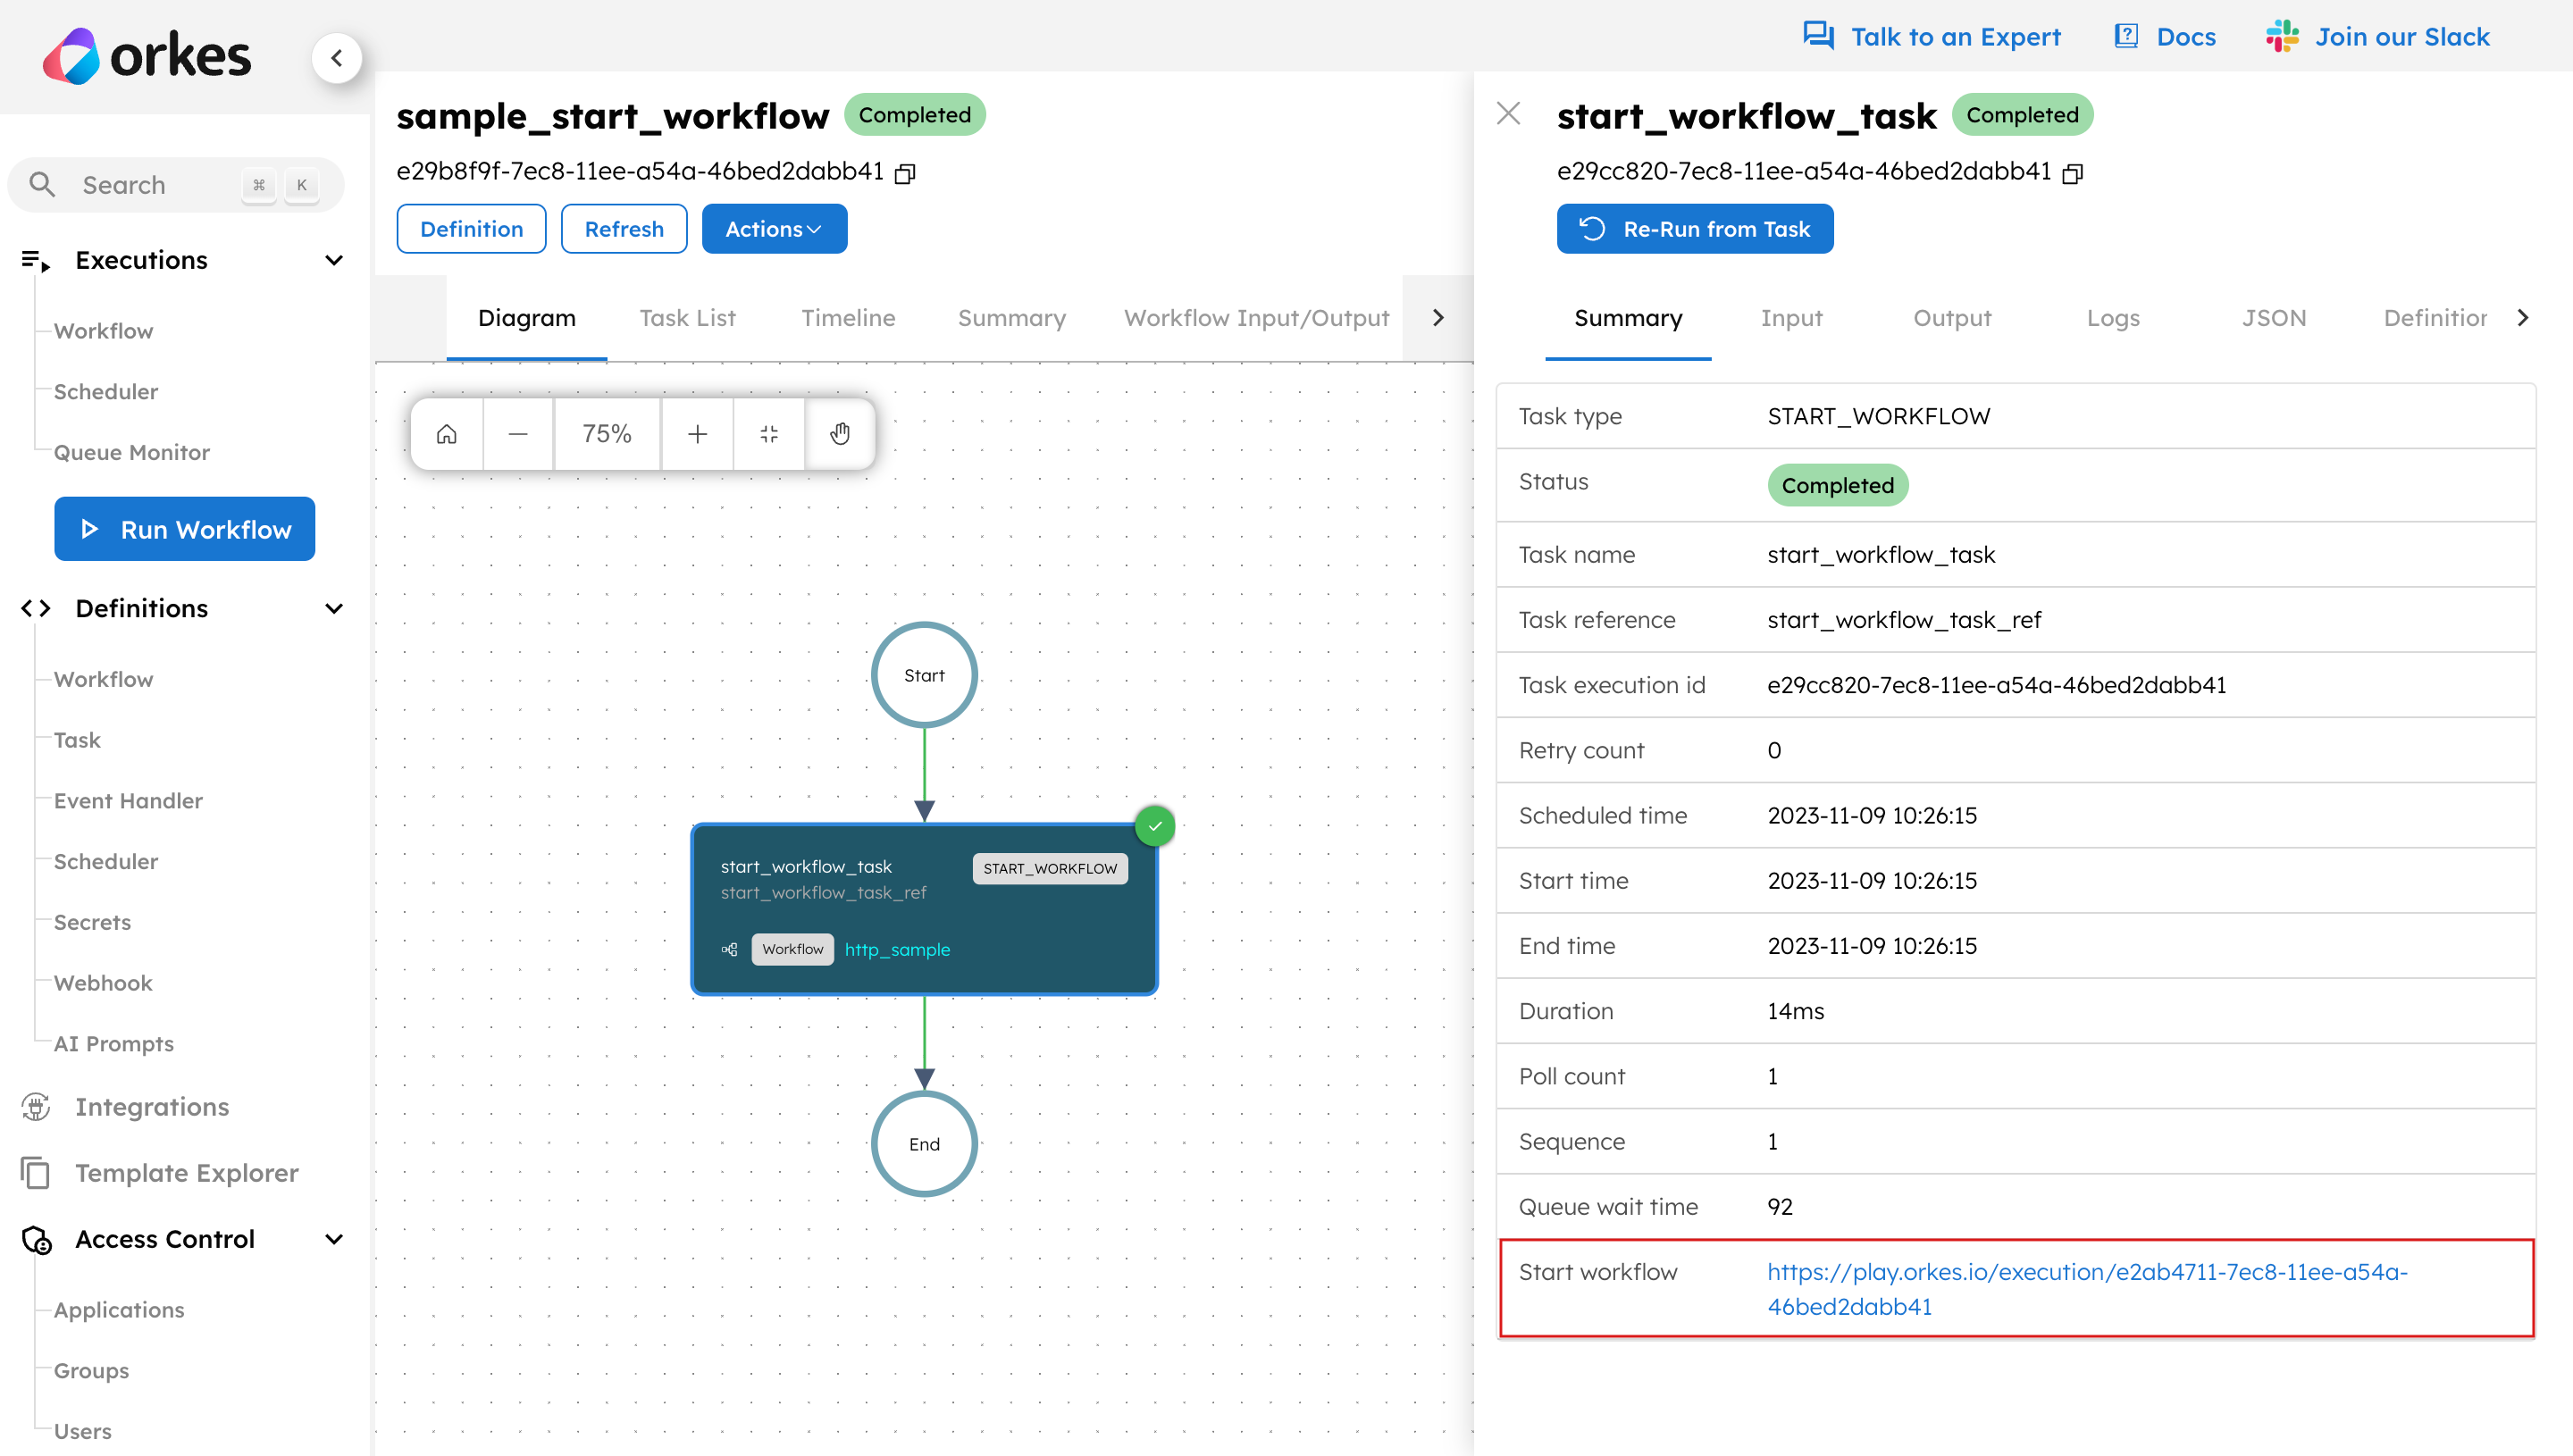 orkes
Talk to an Expert
Docs
Join our Slack
Search ⌘ K
Executions
Workflow
Scheduler
Queue Monitor
Run Workflow
Definitions
Workflow
Task
Event Handler
Scheduler
Secrets
Webhook
AI Prompts
Integrations
Template Explorer
Access Control
Applications
Groups
Users
sample_start_workflow Completed
e29b8f9f-7ec8-11ee-a54a-46bed2dabb41
Definition Refresh Actions
Diagram Task List Timeline Summary Workflow Input/Output
75%
Start
start_workflow_task START_WORKFLOW
start_workflow_task_ref
Workflow http_sample
End
start_workflow_task Completed
e29cc820-7ec8-11ee-a54a-46bed2dabb41
Re-Run from Task
Summary Input Output Logs JSON Definition
Task type START_WORKFLOW
Status Completed
Task name start_workflow_task
Task reference start_workflow_task_ref
Task execution id e29cc820-7ec8-11ee-a54a-46bed2dabb41
Retry count 0
Scheduled time 2023-11-09 10:26:15
Start time 2023-11-09 10:26:15
End time 2023-11-09 10:26:15
Duration 14ms
Poll count 1
Sequence 1
Queue wait time 92
Start workflow https://play.orkes.io/execution/e2ab4711-7ec8-11ee-a54a-
46bed2dabb41